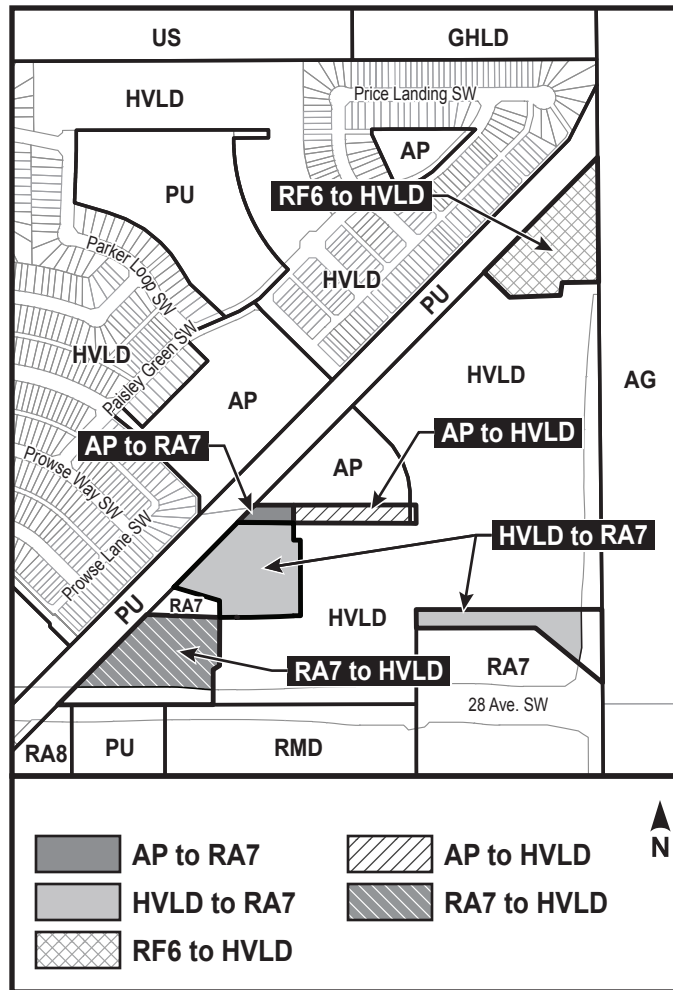 US
GHLD
HVLD
Price Landing SW
AP
PU
RF6 to HVLD
Parker Loop SW
HVLD
PU
HVLD
HVLD
AG
Paisley Green SW
AP
AP to RA7
AP to HVLD
AP
Prowse Way SW
HVLD to RA7
Prowse Lane SW
PU
RA7
HVLD
RA7 to HVLD
RA7
28 Ave. SW
RA8
PU
RMD
N
AP to RA7
AP to HVLD
HVLD to RA7
RA7 to HVLD
RF6 to HVLD